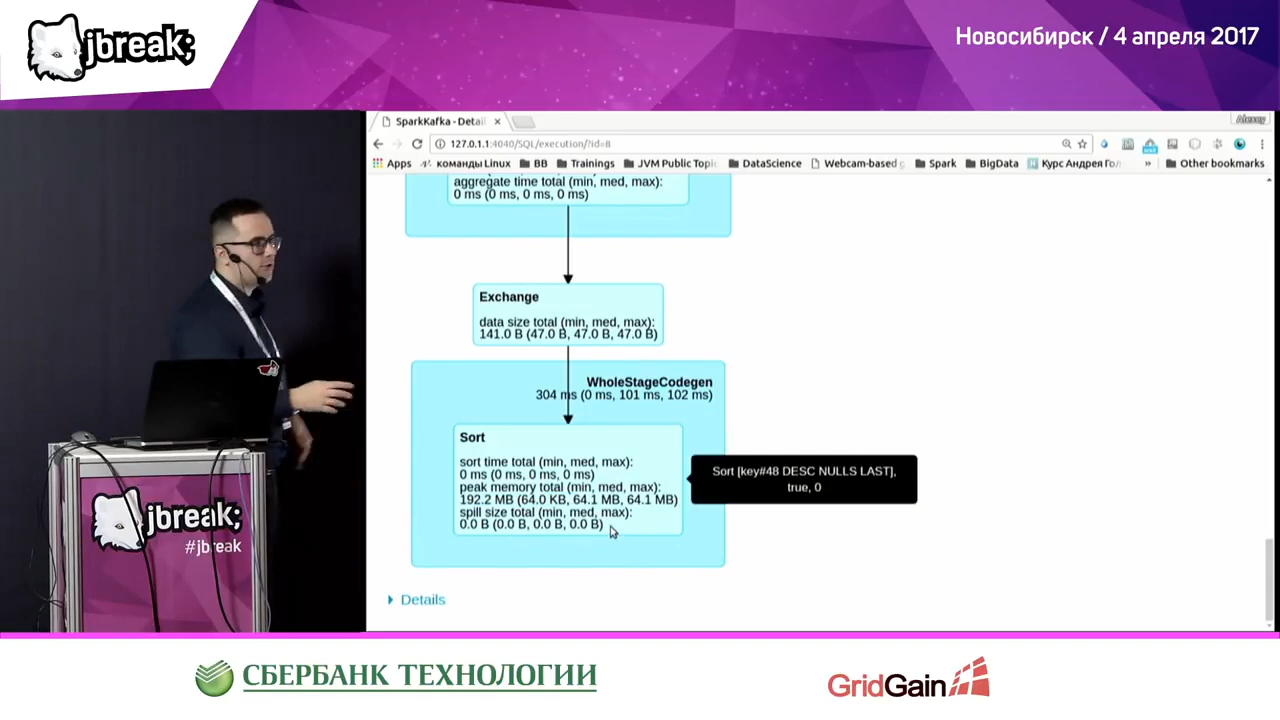 jbreak;
Новосибирск / 4 апреля 2017
SparkKafka - Detail
Alexey
127.0.1.1:4040/SQL/execution/?id=8
Apps
команды Linux
BB
Trainings
JVM Public Topic
DataScience
Webcam-based
Spark
BigData
Курс Андрея Гол
»
Other bookmarks
aggregate time total (min, med, max):
0 ms (0 ms, 0 ms, 0 ms)
Exchange
data size total (min, med, max):
141.0 B (47.0 B, 47.0 B, 47.0 B)
WholeStageCodegen
304 ms (0 ms, 101 ms, 102 ms)
Sort
sort time total (min, med, max):
0 ms (0 ms, 0 ms, 0 ms)
peak memory total (min, med, max):
192.2 MB (64.0 KB, 64.1 MB, 64.1 MB)
spill size total (min, med, max):
0.0 B (0.0 B, 0.0 B, 0.0 B)
Sort [key#48 DESC NULLS LAST],
true, 0
Details
jbreak;
#jbreak
СБЕРБАНК ТЕХНОЛОГИИ
GridGain